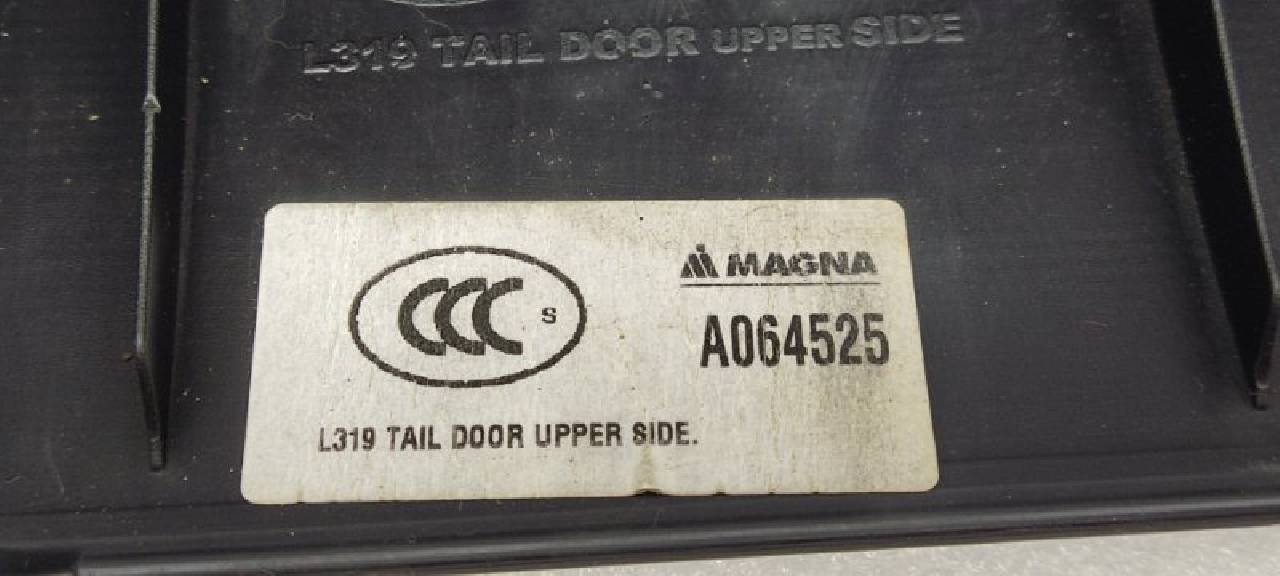 L319 TAIL DOOR UPPER SIDE
CCC S
MAGNA
A064525
L319 TAIL DOOR UPPER SIDE.